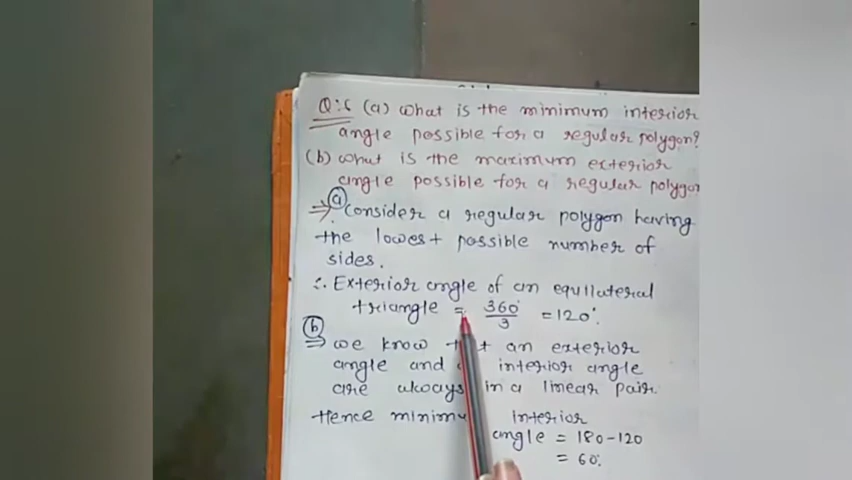 Q:6 (a) what is the minimum interior
angle possible for a regular polygon?
(b) what is the maximum exterior
angle possible for a regular polygon
(a)
⇒ Consider a regular polygon having
the lowest possible number of
sides.
∴ Exterior angle of an equilateral
triangle = 360°/3 = 120°.
(b)
⇒ we know an exterior
angle and interior angle
are always in a linear pair.
Hence interior
angle = 180-120
= 60°.